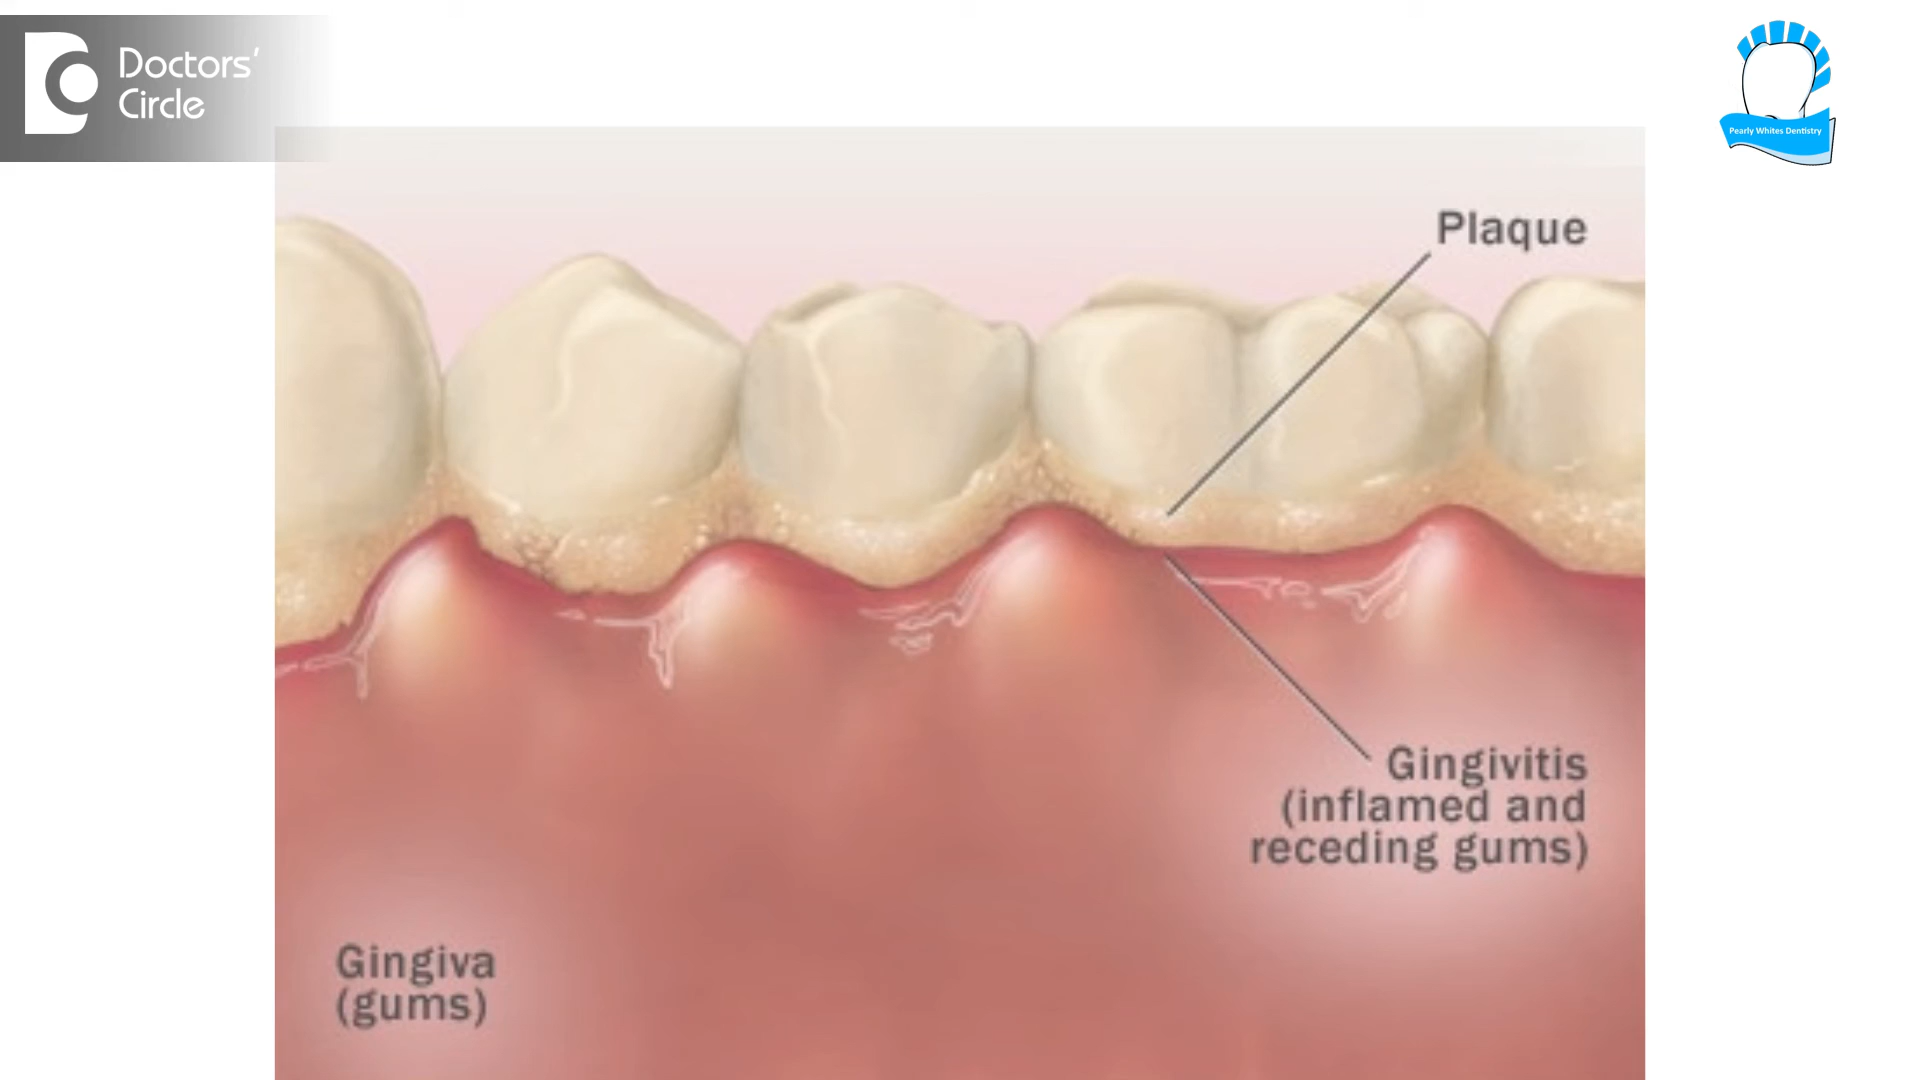 Doctors'
Circle
Pearly Whites Dentistry
Plaque
Gingivitis
(inflamed and
receding gums)
Gingiva
(gums)